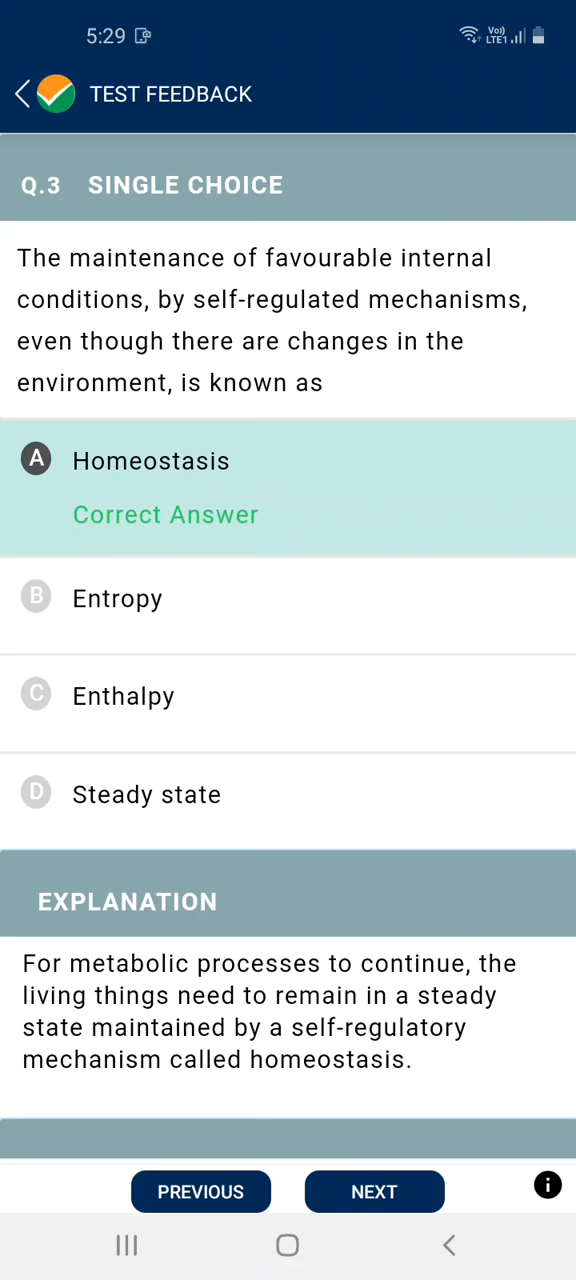 5:29
Vo))
LTE1
TEST FEEDBACK
Q.3 SINGLE CHOICE
The maintenance of favourable internal
conditions, by self-regulated mechanisms,
even though there are changes in the
environment, is known as
A Homeostasis
Correct Answer
B Entropy
C Enthalpy
D Steady state
EXPLANATION
For metabolic processes to continue, the
living things need to remain in a steady
state maintained by a self-regulatory
mechanism called homeostasis.
PREVIOUS NEXT i